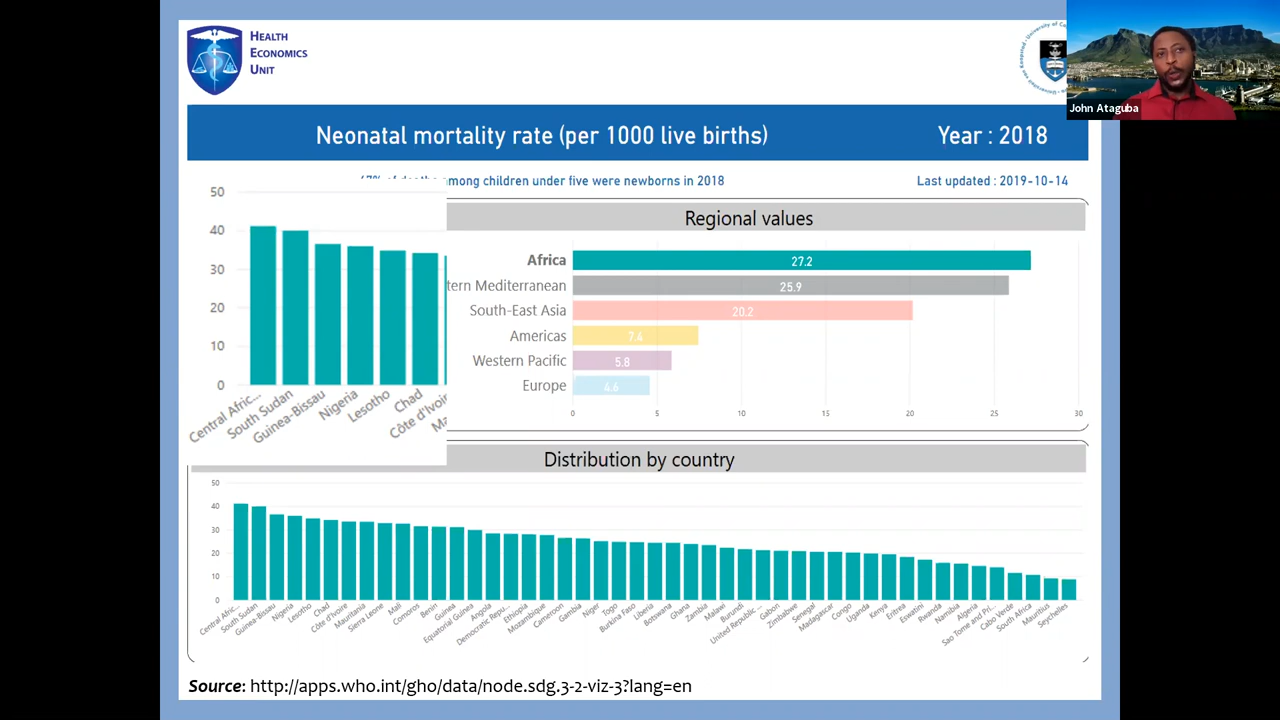 HEALTH
ECONOMICS
UNIT
John Ataguba
Neonatal mortality rate (per 1000 live births) Year : 2018
among children under five were newborns in 2018 Last updated : 2019-10-14
50
40
30
20
10
0
Central Afric...
South Sudan
Guinea-Bissau
Nigeria
Lesotho
Chad
Côte d'Ivoir
Regional values
Africa 27.2
tern Mediterranean 25.9
South-East Asia 20.2
Americas 7.4
Western Pacific 5.8
Europe 4.6
0 5 10 15 20 25 30
Distribution by country
50
40
30
20
10
0
Central Afric...
South Sudan
Guinea-Bissau
Nigeria
Lesotho
Chad
Côte d'Ivoire
Mauritania
Sierra Leone
Mali
Comoros
Benin
Guinea
Equatorial Guinea
Angola
Democratic Repu...
Ethiopia
Mozambique
Cameroon
Gambia
Niger
Togo
Burkina Faso
Liberia
Botswana
Ghana
Zambia
Malawi
Burundi
United Republic ...
Gabon
Zimbabwe
Senegal
Madagascar
Congo
Uganda
Kenya
Eritrea
Eswatini
Rwanda
Namibia
Algeria
Sao Tome and Pri...
Cabo Verde
South Africa
Mauritius
Seychelles
Source: http://apps.who.int/gho/data/node.sdg.3-2-viz-3?lang=en